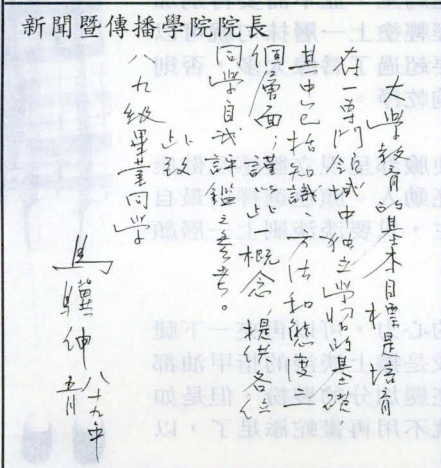 新聞暨傳播學院院長
大學教育的基本目標是培育
在一專門領域中獨立學習的基礎,
其中包括知識、方法和態度三
個層面;謹以此一概念,提供各位
同學自我評鑑之參考。
此致
八九級畢業同學
馬驥伸
八十九年
五月